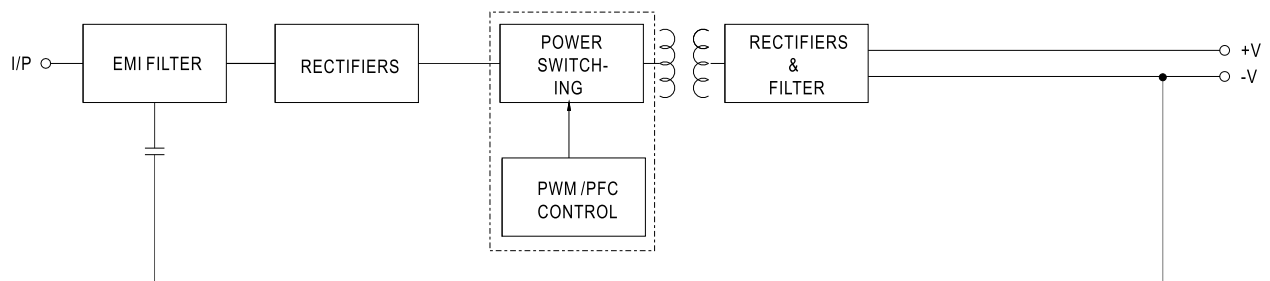 I/P
EMI FILTER
RECTIFIERS
POWER
SWITCH-
ING
RECTIFIERS
&
FILTER
+V
-V
PWM/PFC
CONTROL